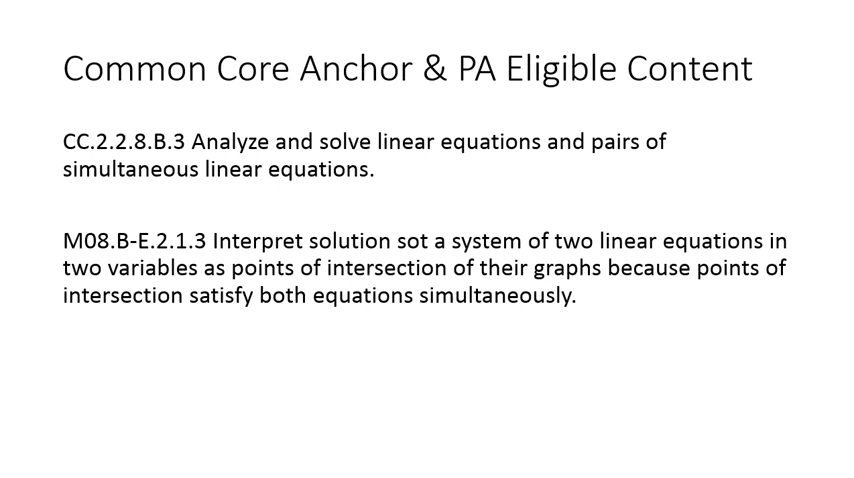 Common Core Anchor & PA Eligible Content
CC.2.2.8.B.3 Analyze and solve linear equations and pairs of
simultaneous linear equations.
M08.B-E.2.1.3 Interpret solution sot a system of two linear equations in
two variables as points of intersection of their graphs because points of
intersection satisfy both equations simultaneously.